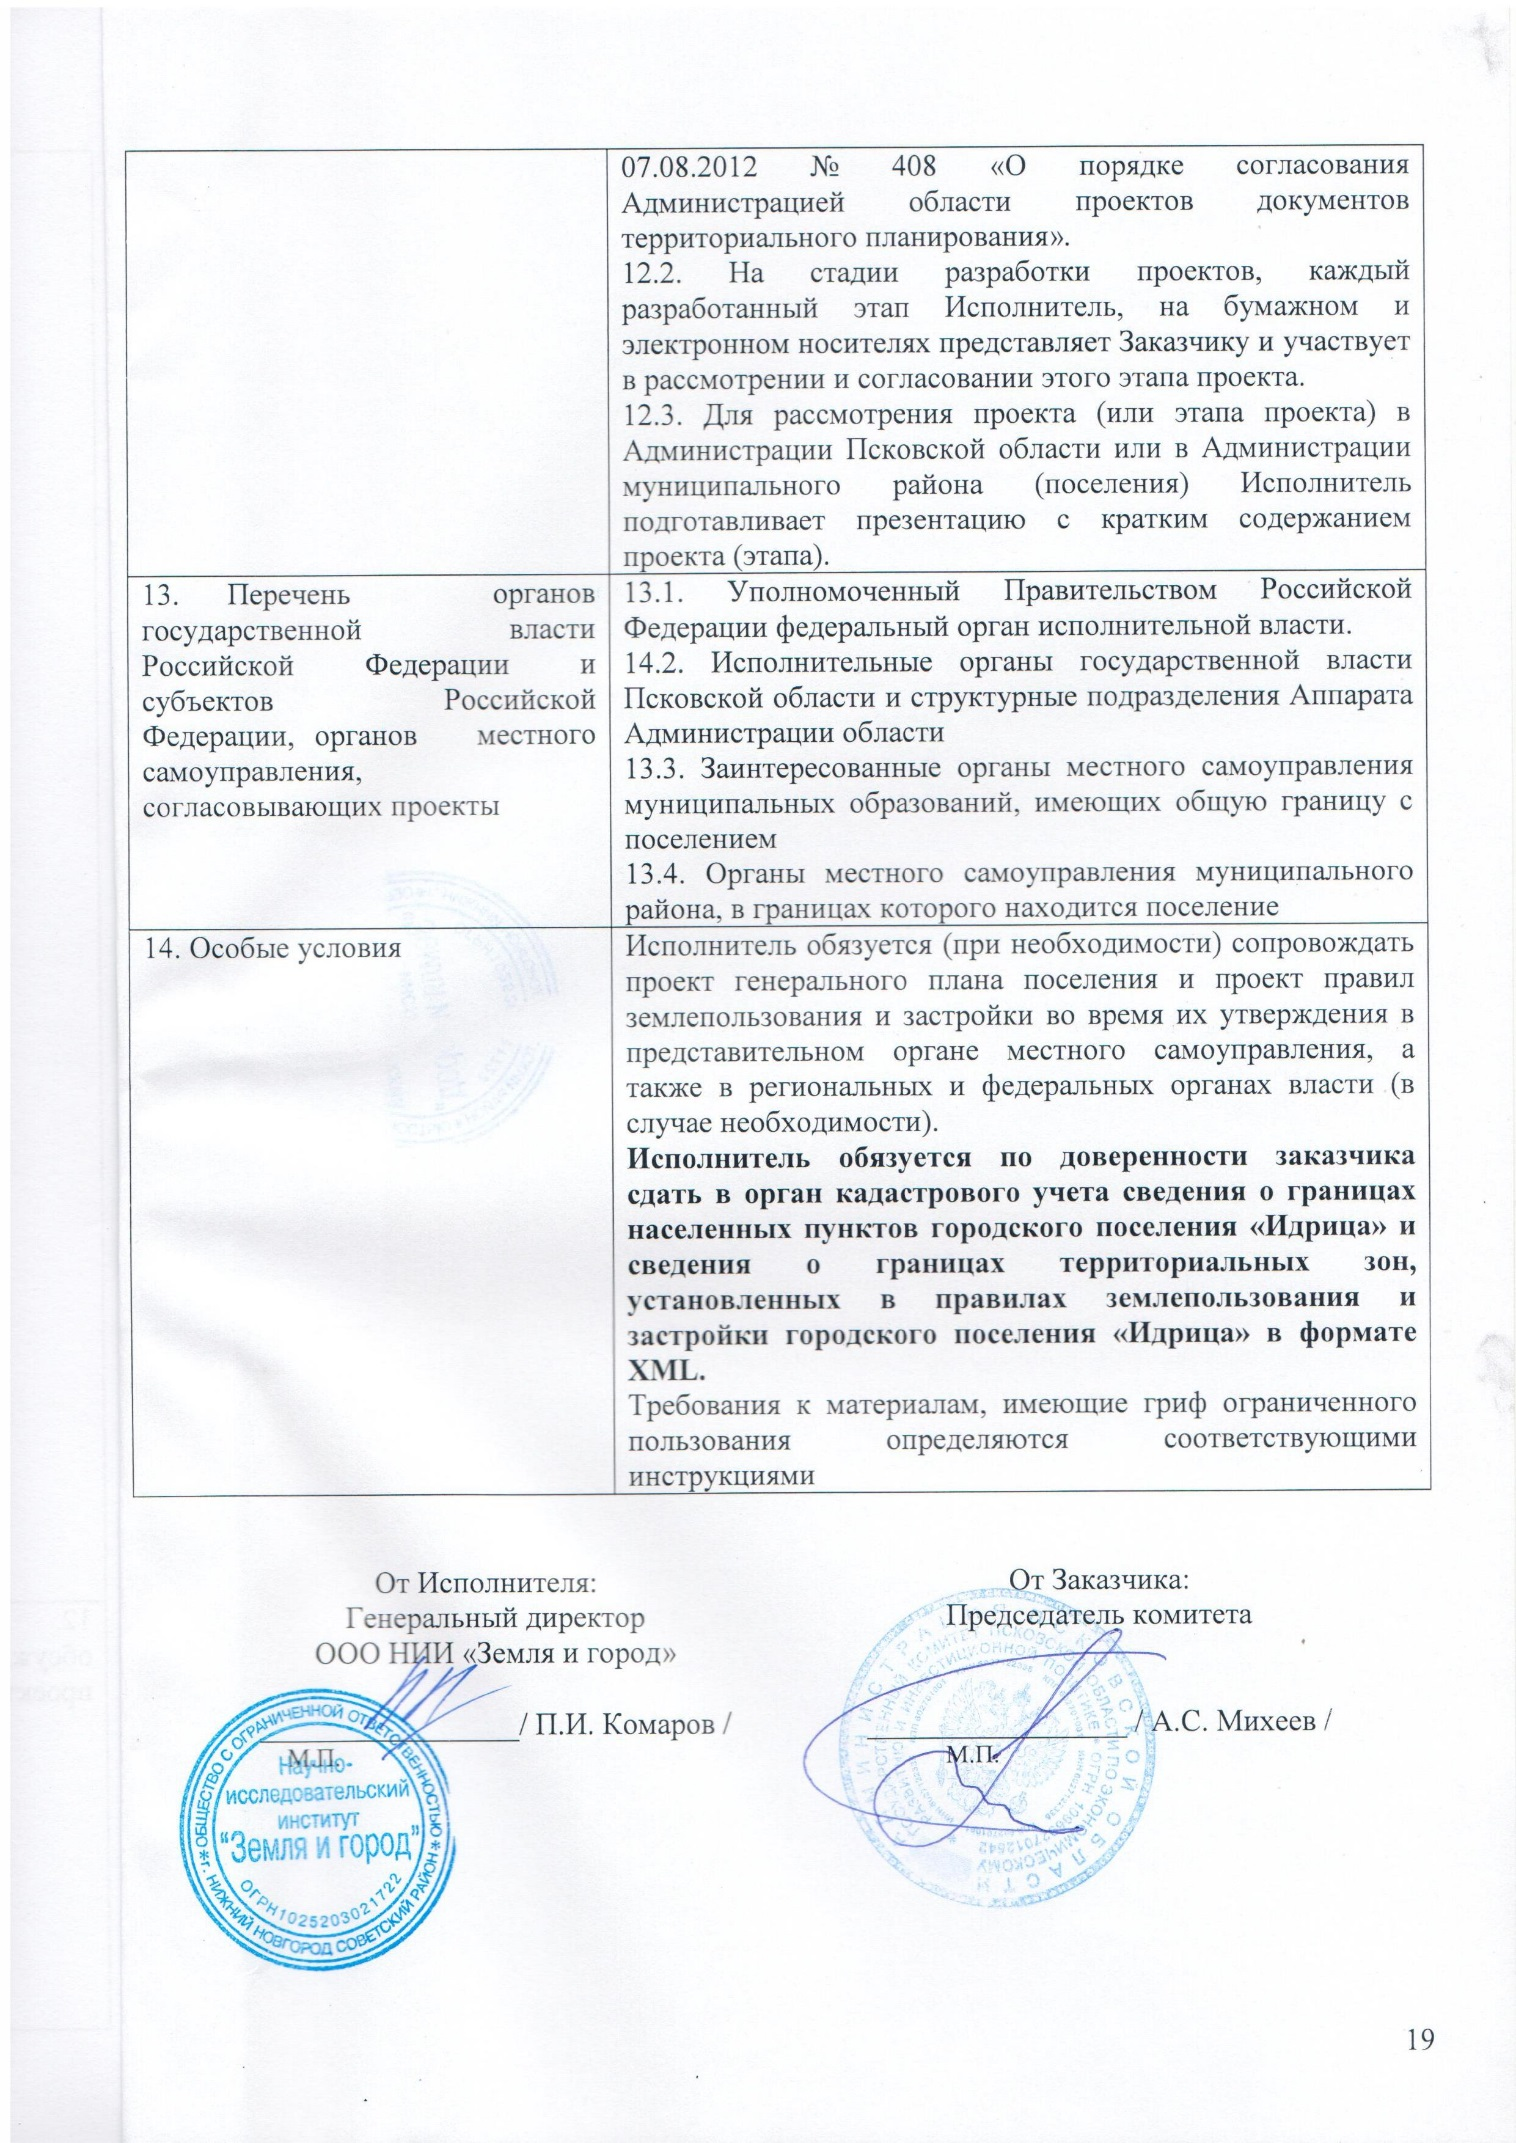 07.08.2012 № 408 «О порядке согласования
Администрацией области проектов документов
территориального планирования».
12.2. На стадии разработки проектов, каждый
разработанный этап Исполнитель, на бумажном и
электронном носителях представляет Заказчику и участвует
в рассмотрении и согласовании этого этапа проекта.
12.3. Для рассмотрения проекта (или этапа проекта) в
Администрации Псковской области или в Администрации
муниципального района (поселения) Исполнитель
подготавливает презентацию с кратким содержанием
проекта (этапа).
13. Перечень органов
государственной власти
Российской Федерации и
субъектов Российской
Федерации, органов местного
самоуправления,
согласовывающих проекты
13.1. Уполномоченный Правительством Российской
Федерации федеральный орган исполнительной власти.
14.2. Исполнительные органы государственной власти
Псковской области и структурные подразделения Аппарата
Администрации области
13.3. Заинтересованные органы местного самоуправления
муниципальных образований, имеющих общую границу с
поселением
13.4. Органы местного самоуправления муниципального
района, в границах которого находится поселение
14. Особые условия
Исполнитель обязуется (при необходимости) сопровождать
проект генерального плана поселения и проект правил
землепользования и застройки во время их утверждения в
представительном органе местного самоуправления, а
также в региональных и федеральных органах власти (в
случае необходимости).
Исполнитель обязуется по доверенности заказчика
сдать в орган кадастрового учета сведения о границах
населенных пунктов городского поселения «Идрица» и
сведения о границах территориальных зон,
установленных в правилах землепользования и
застройки городского поселения «Идрица» в формате
XML.
Требования к материалам, имеющие гриф ограниченного
пользования определяются соответствующими
инструкциями
От Исполнителя:
Генеральный директор
ООО НИИ «Земля и город»
/ П.И. Комаров /
М.П.
ОБЩЕСТВО С ОГРАНИЧЕННОЙ ОТВЕТСТВЕННОСТЬЮ
Научно-
исследовательский
институт
“Земля и город”
ОГРН1025203021722
Г. НИЖНИЙ НОВГОРОД СОВЕТСКИЙ РАЙОН
От Заказчика:
Председатель комитета
/ А.С. Михеев /
М.П.
19